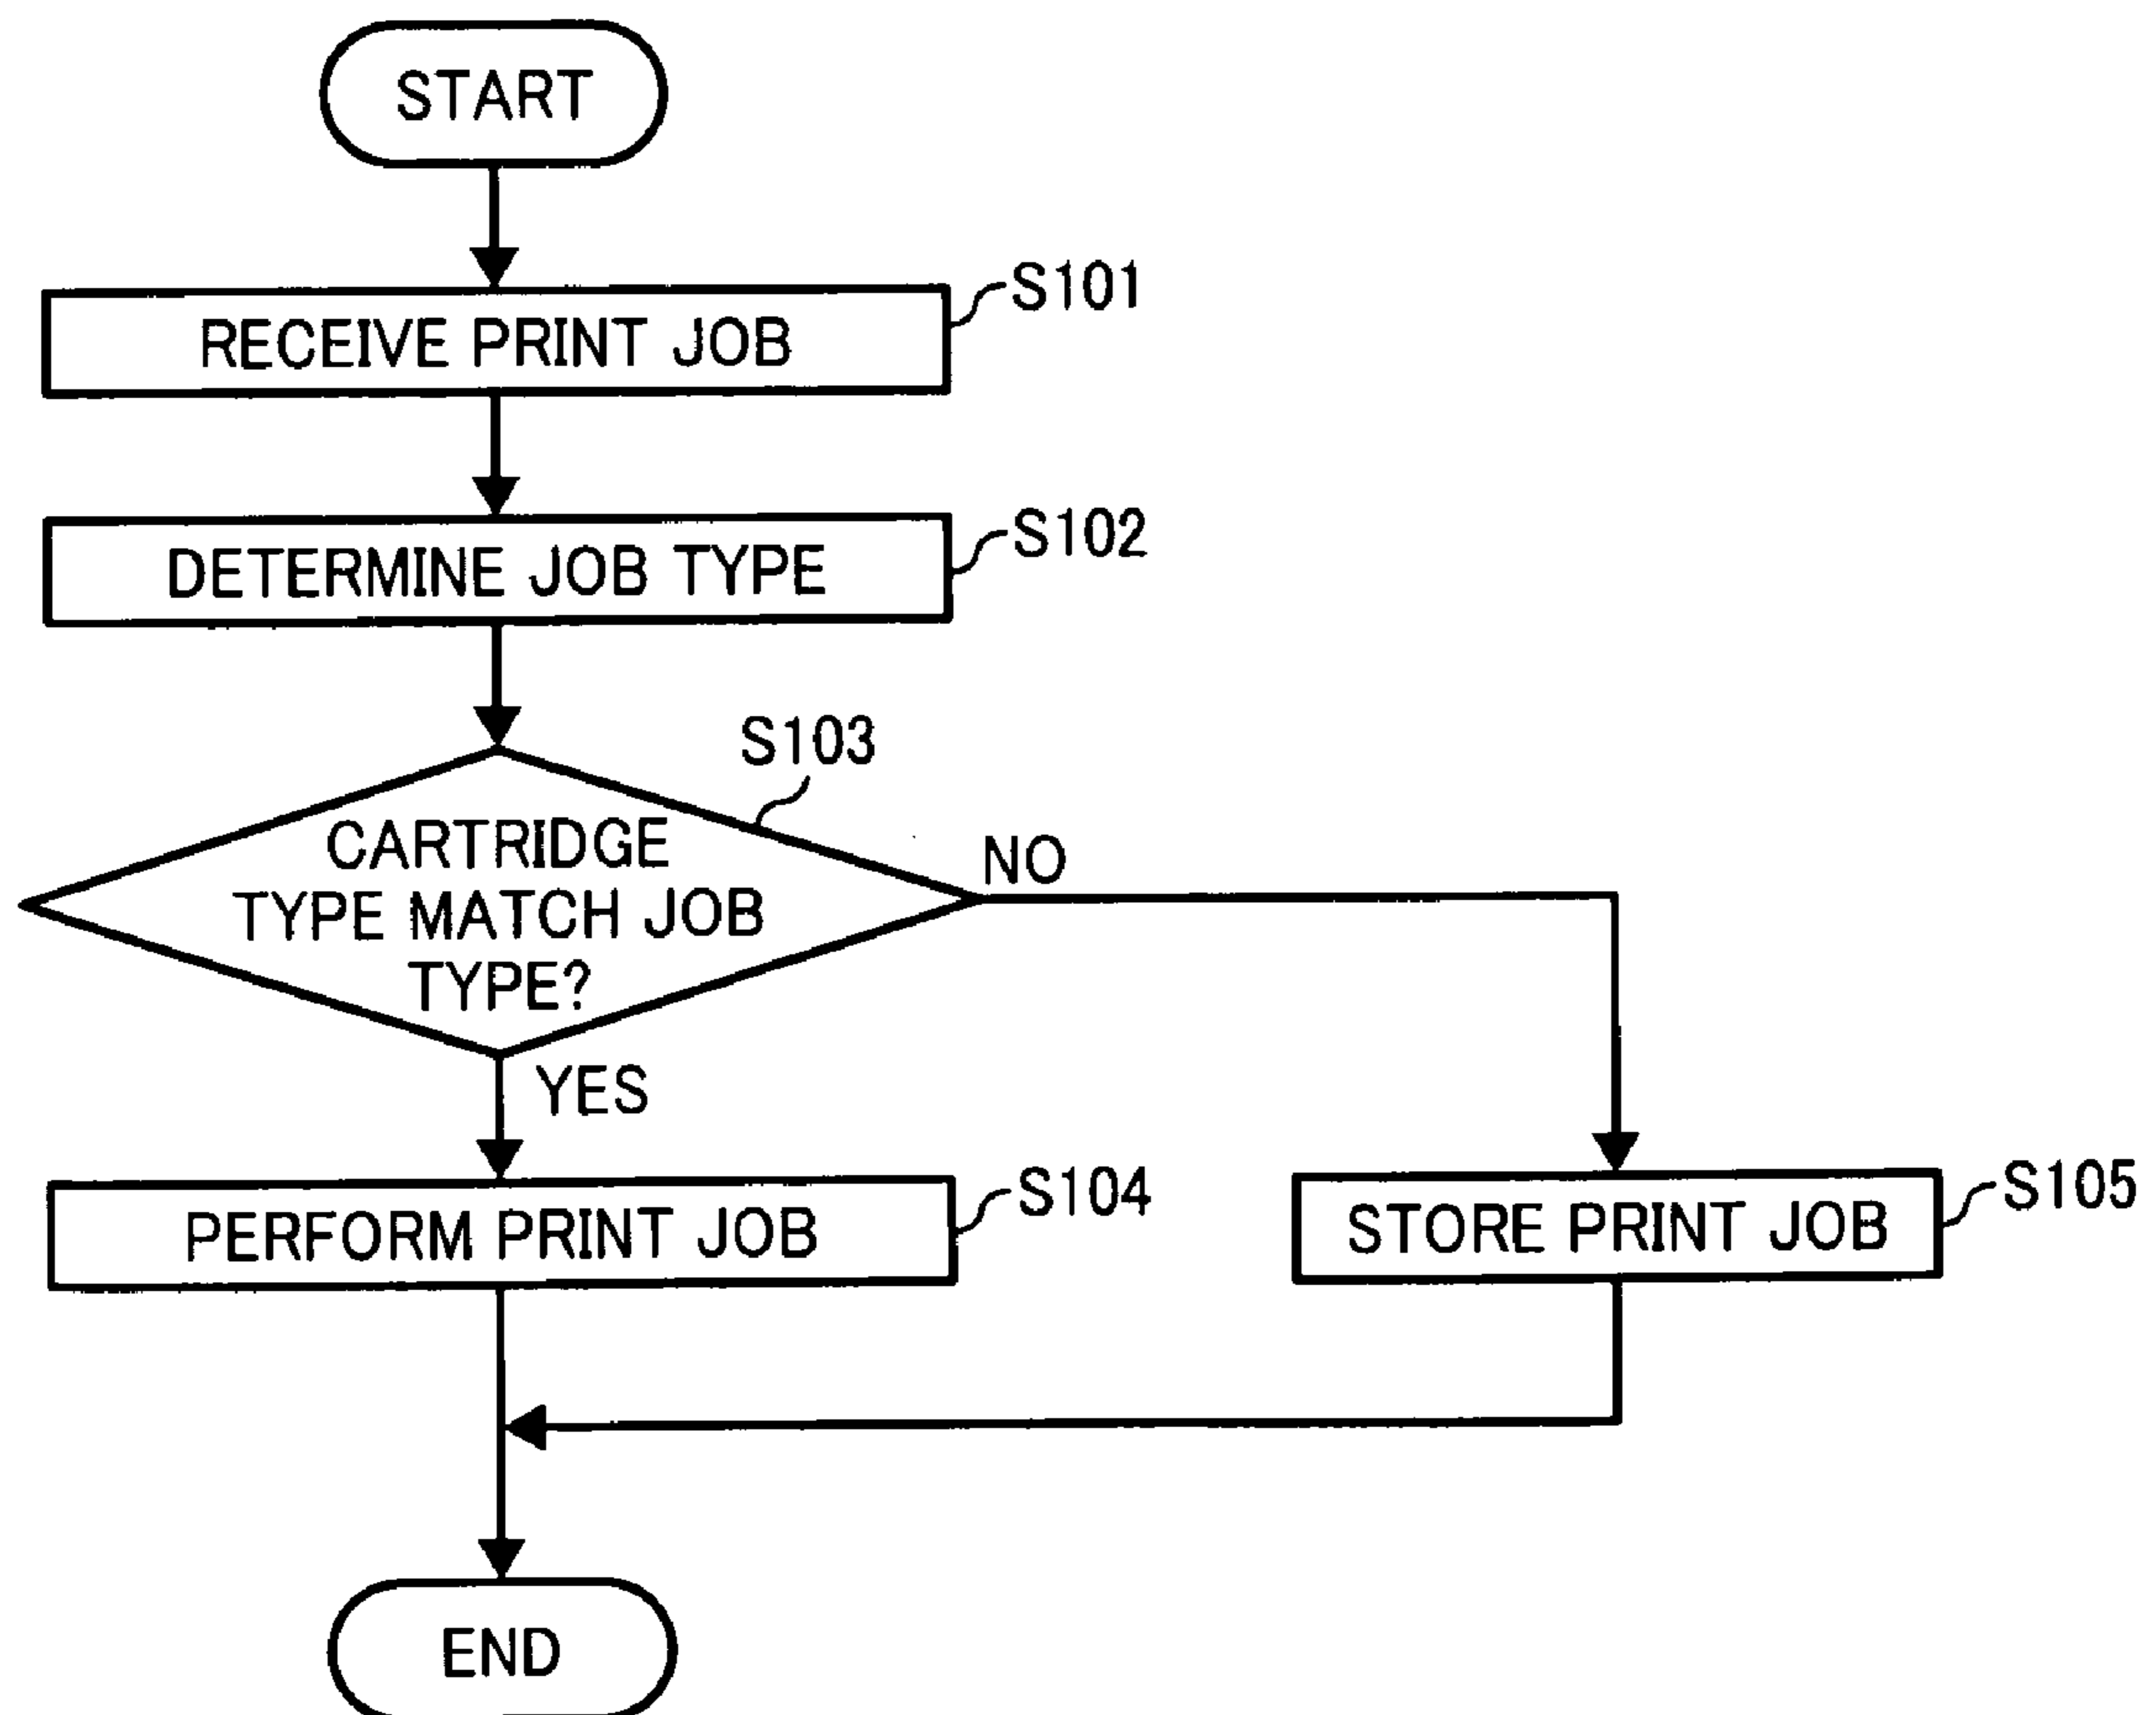 START
S101
RECEIVE PRINT JOB
S102
DETERMINE JOB TYPE
S103
CARTRIDGE
TYPE MATCH JOB
TYPE?
NO
YES
S104
PERFORM PRINT JOB
S105
STORE PRINT JOB
END